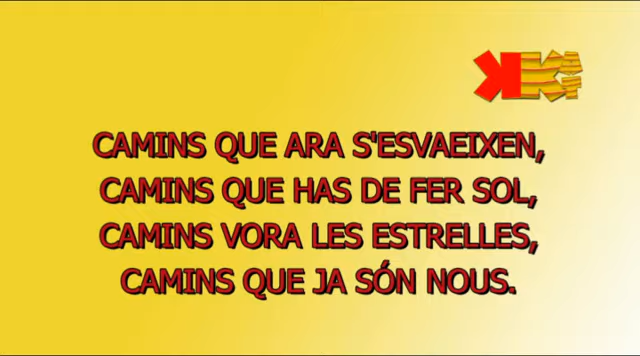 CAMINS QUE ARA S'ESVAEIXEN,
CAMINS QUE HAS DE FER SOL,
CAMINS VORA LES ESTRELLES,
CAMINS QUE JA SÓN NOUS.